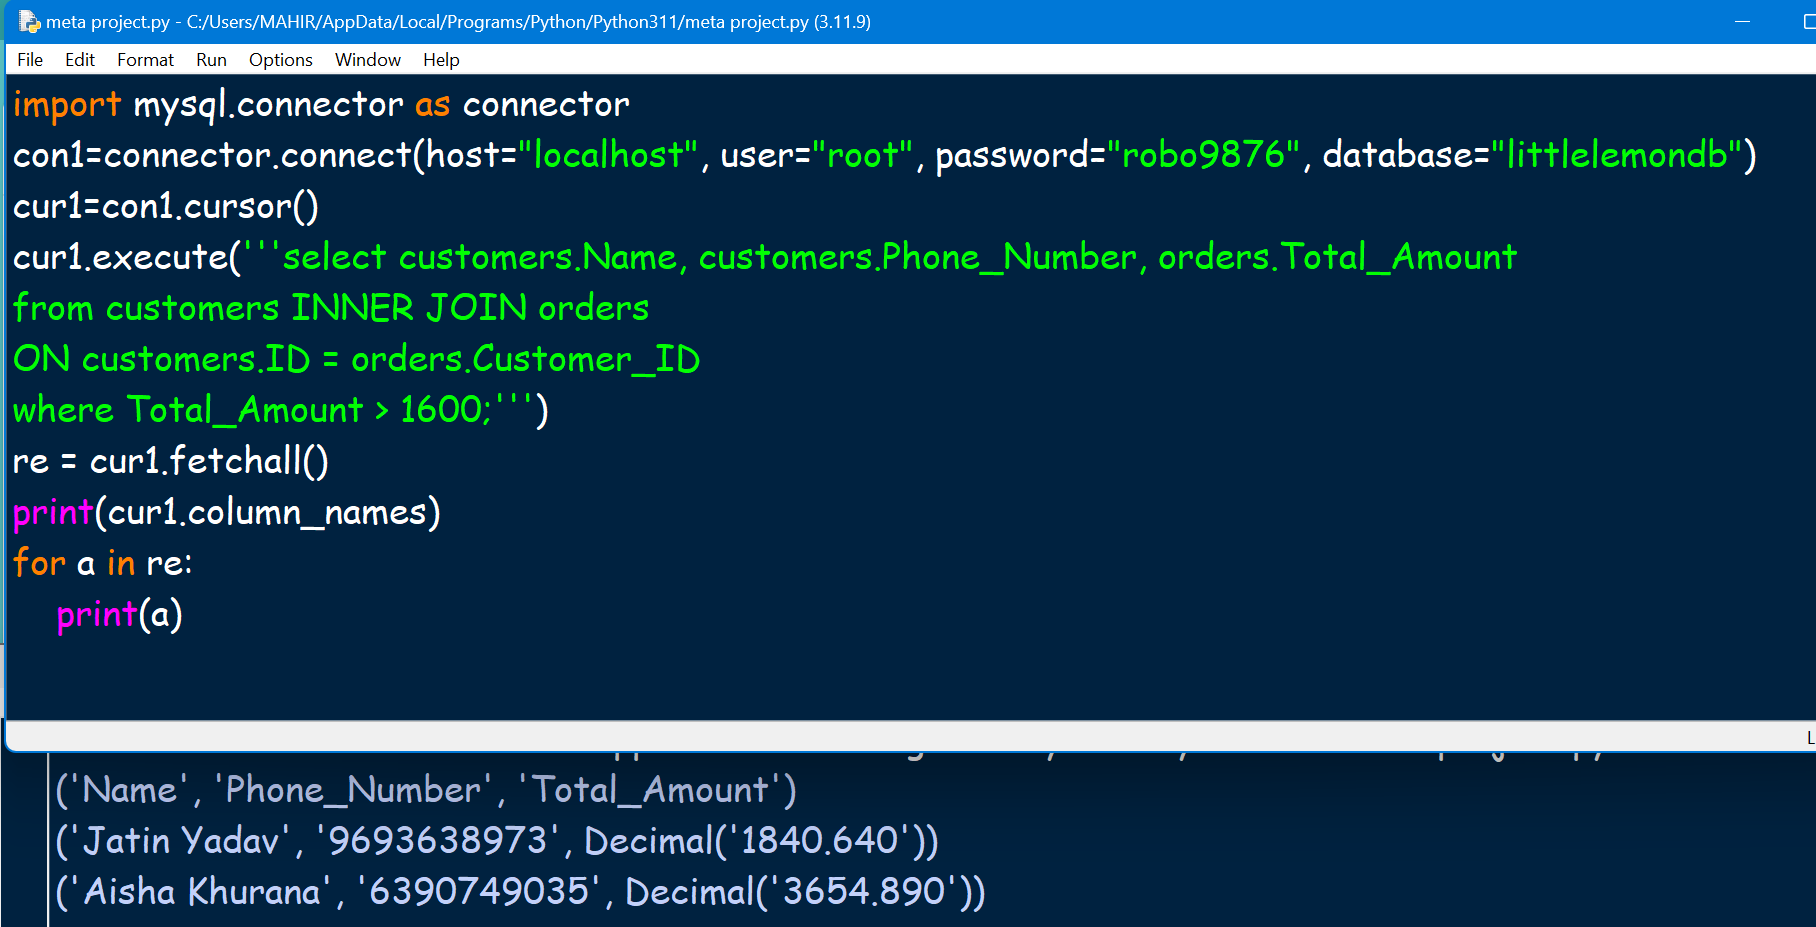 meta project.py - C:/Users/MAHIR/AppData/Local/Programs/Python/Python311/meta project.py (3.11.9)
File Edit Format Run Options Window Help
import mysql.connector as connector
con1=connector.connect(host="localhost", user="root", password="robo9876", database="littlelemondb")
cur1=con1.cursor()
cur1.execute('''select customers.Name, customers.Phone_Number, orders.Total_Amount
from customers INNER JOIN orders
ON customers.ID = orders.Customer_ID
where Total_Amount > 1600;''')
re = cur1.fetchall()
print(cur1.column_names)
for a in re:
    print(a)
L
('Name', 'Phone_Number', 'Total_Amount')
('Jatin Yadav', '9693638973', Decimal('1840.640'))
('Aisha Khurana', '6390749035', Decimal('3654.890'))